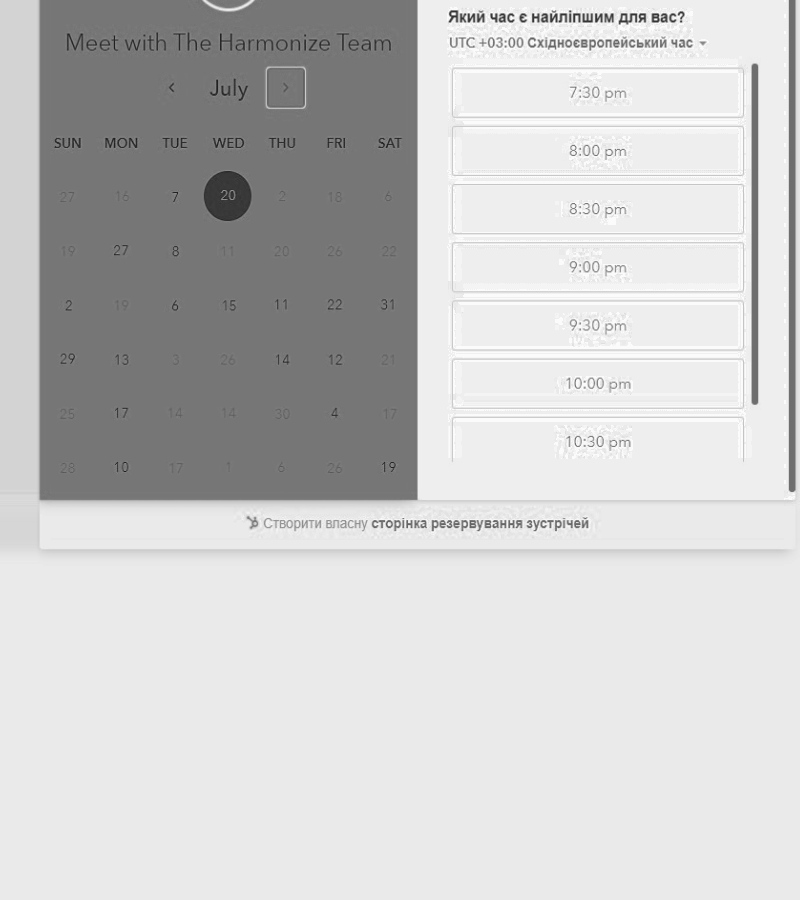 Meet with The Harmonize Team
July
SUN MON TUE WED THU FRI SAT
27 16 7 20 2 18 6
19 27 8 11 20 26 22
2 19 6 15 11 22 31
29 13 3 26 14 12 21
25 17 14 14 30 4 17
28 10 17 1 6 26 19
Який час є найліпшим для вас?
UTC +03:00 Східноєвропейський час
7:30 pm
8:00 pm
8:30 pm
9:00 pm
9:30 pm
10:00 pm
10:30 pm
Створити власну сторінка резервування зустрічей